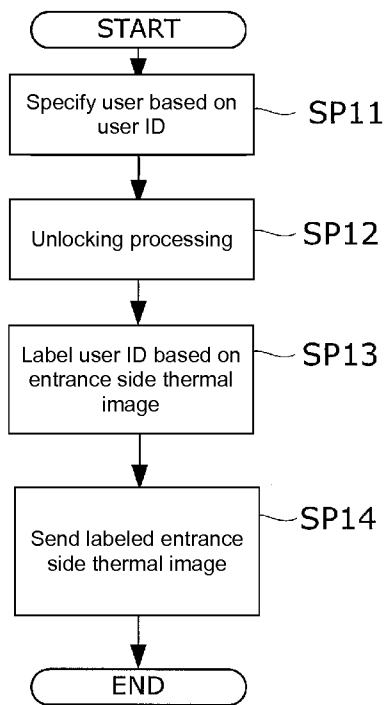 START
Specify user based on
user ID
SP11
Unlocking processing
SP12
Label user ID based on
entrance side thermal
image
SP13
Send labeled entrance
side thermal image
SP14
END